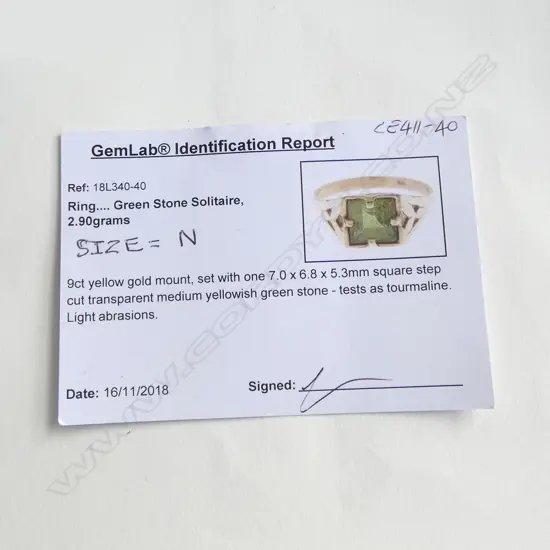 CE411-40
GemLab® Identification Report
Ref: 18L340-40
Ring.... Green Stone Solitaire,
2.90grams
SIZE = N
9ct yellow gold mount, set with one 7.0 x 6.8 x 5.3mm square step
cut transparent medium yellowish green stone - tests as tourmaline.
Light abrasions.
Date: 16/11/2018
Signed: